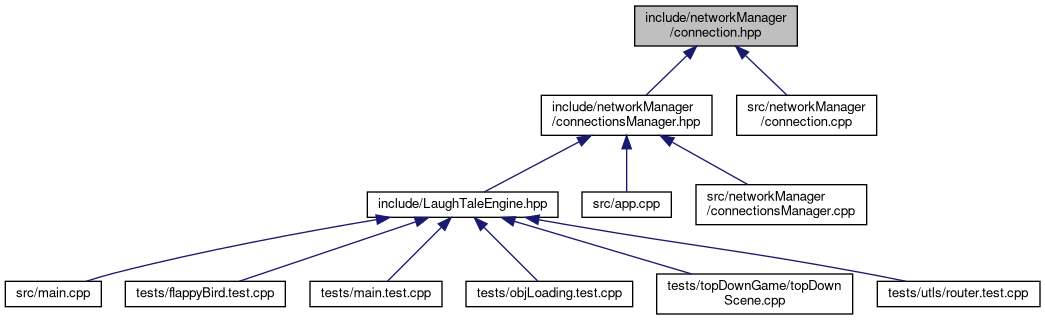 include/networkManager
/connection.hpp
include/networkManager
/connectionsManager.hpp
src/networkManager
/connection.cpp
include/LaughTaleEngine.hpp
src/app.cpp
src/networkManager
/connectionsManager.cpp
src/main.cpp
tests/flappyBird.test.cpp
tests/main.test.cpp
tests/objLoading.test.cpp
tests/topDownGame/topDown
Scene.cpp
tests/utls/router.test.cpp